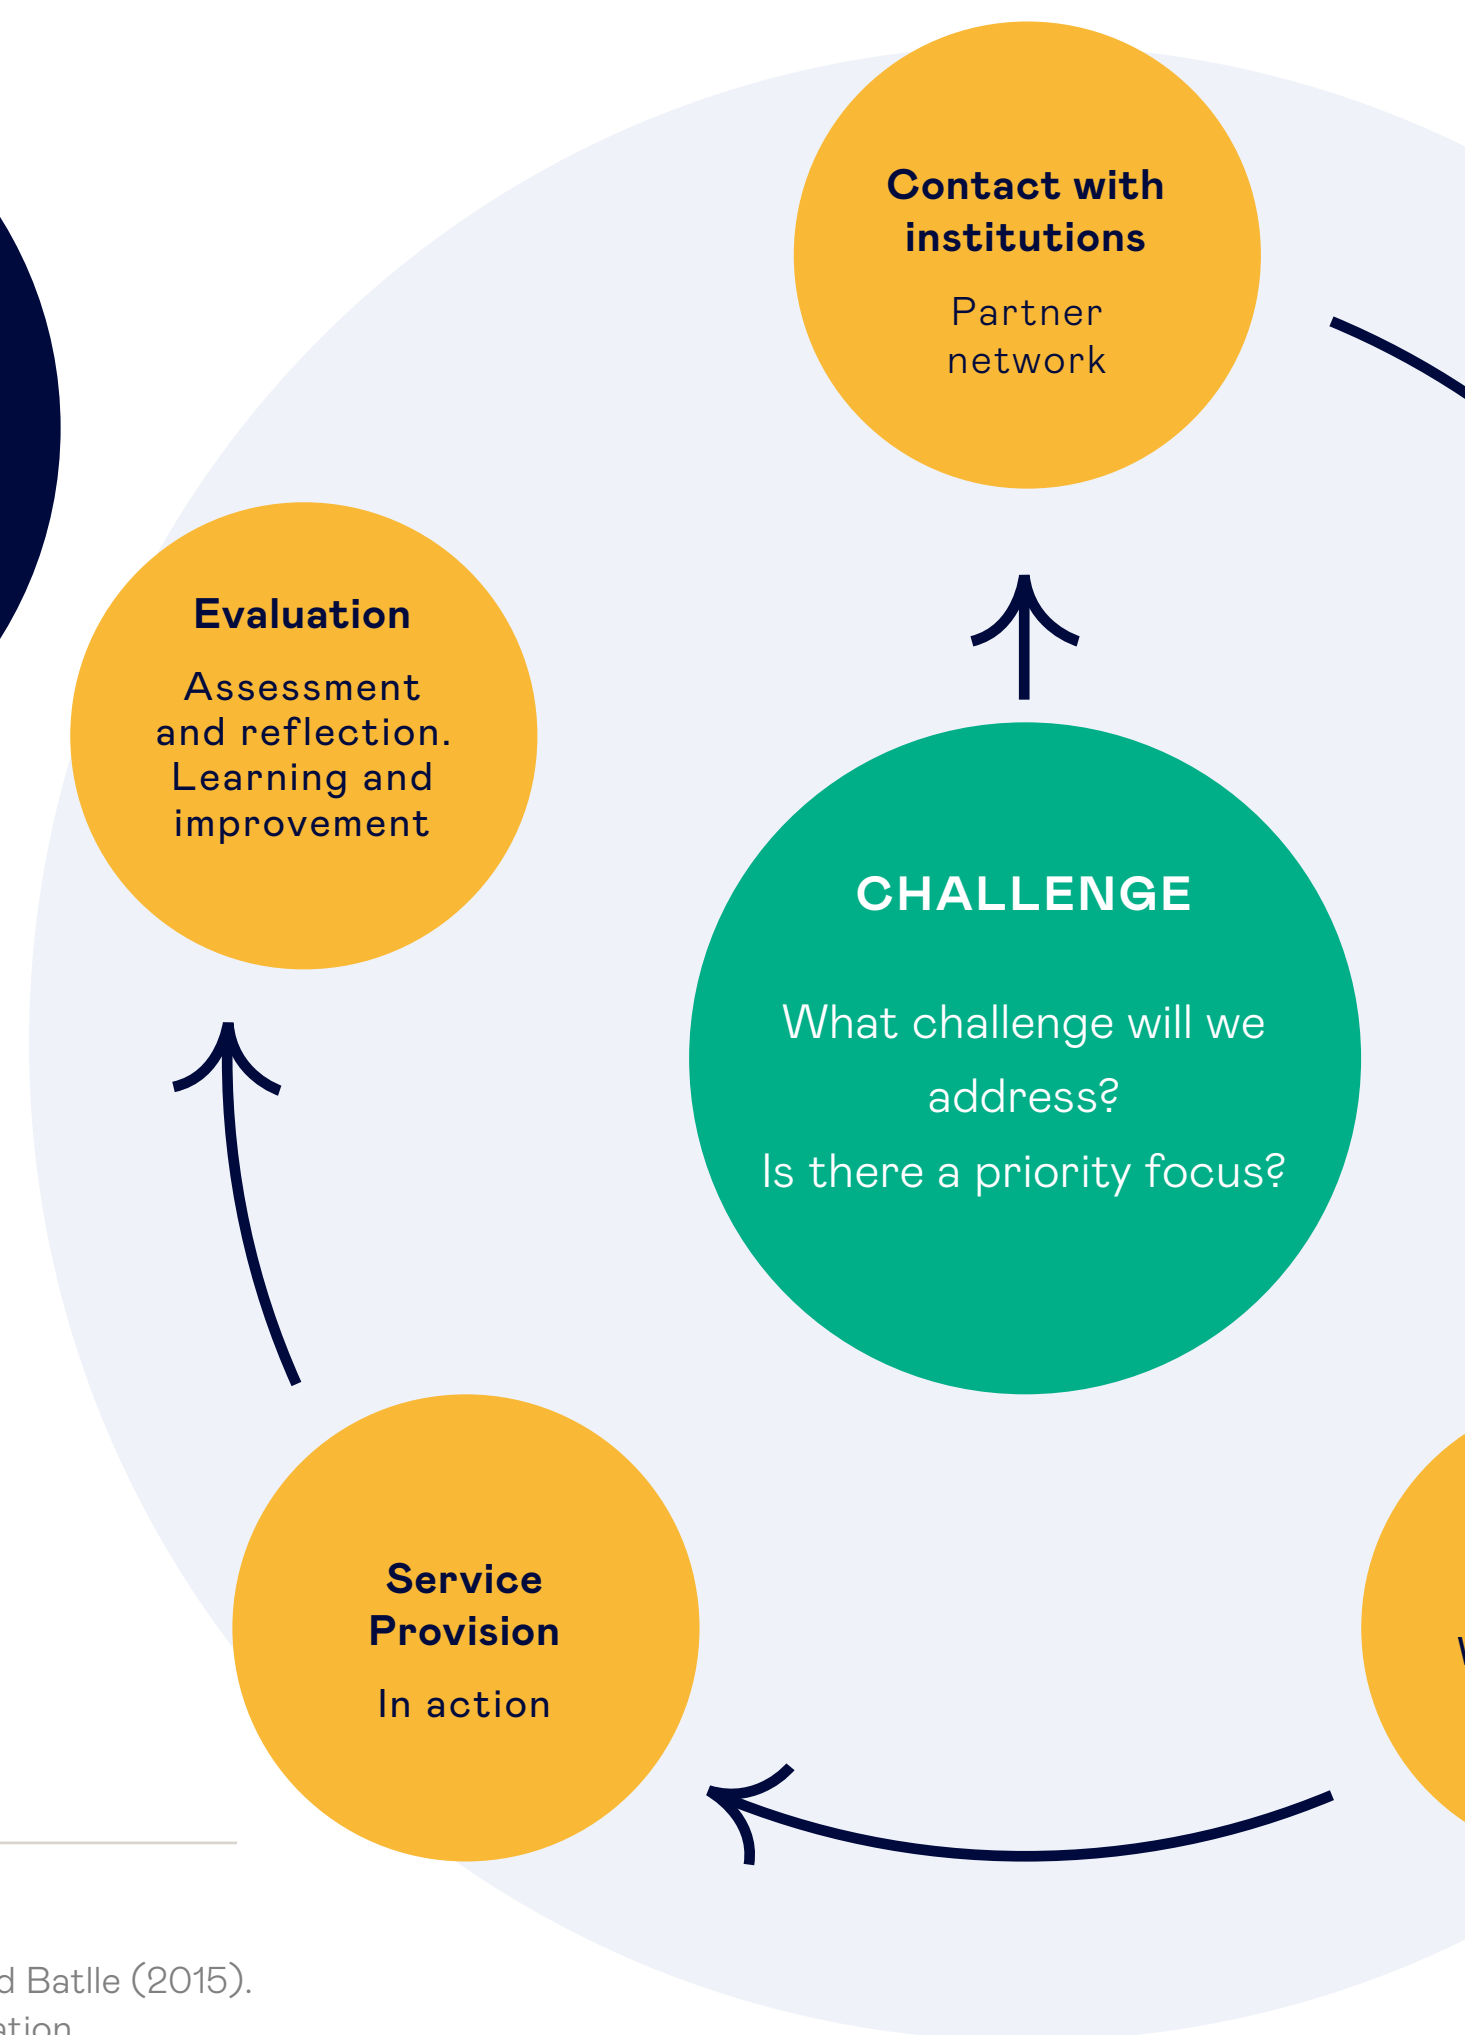 Contact with
institutions
Partner
network
Evaluation
Assessment
and reflection.
Learning and
improvement
CHALLENGE
What challenge will we
address?
Is there a priority focus?
Service
Provision
In action
Batlle (2015).